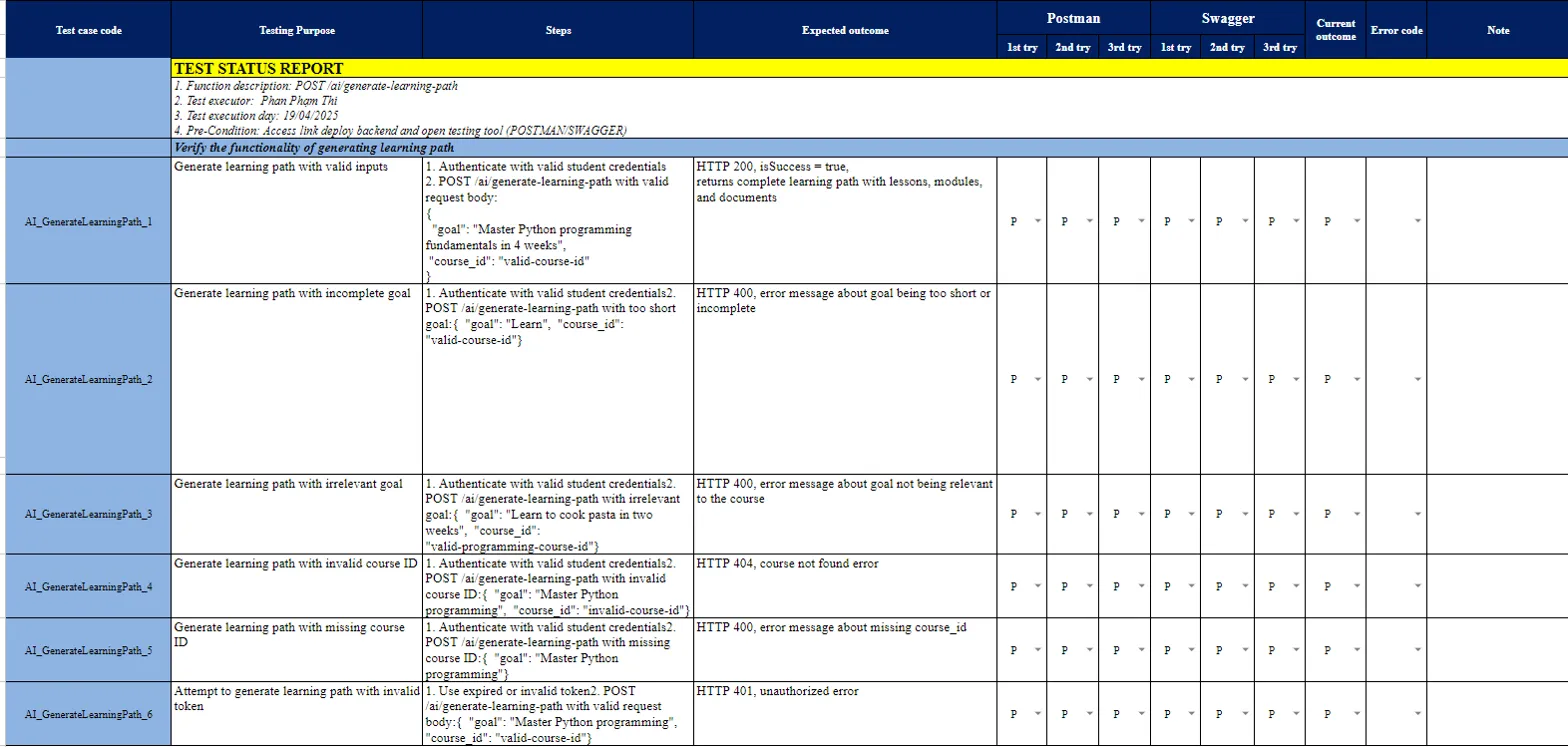 Test case code
Testing Purpose
Steps
Expected outcome
Postman
Swagger
Current
outcome
Error code
Note
1st try
2nd try
3rd try
1st try
2nd try
3rd try
TEST STATUS REPORT
1. Function description: POST /ai/generate-learning-path
2. Test executor:  Phan Phạm Thi
3. Test execution day: 19/04/2025
4. Pre-Condition: Access link deploy backend and open testing tool (POSTMAN/SWAGGER)
Verify the functionality of generating learning path
AI_GenerateLearningPath_1
Generate learning path with valid inputs
1. Authenticate with valid student credentials
2. POST /ai/generate-learning-path with valid
request body:
{
"goal": "Master Python programming
fundamentals in 4 weeks",
"course_id": "valid-course-id"
}
HTTP 200, isSuccess = true,
returns complete learning path with lessons, modules,
and documents
P P P P P P P
AI_GenerateLearningPath_2
Generate learning path with incomplete goal
1. Authenticate with valid student credentials2.
POST /ai/generate-learning-path with too short
goal:{  "goal": "Learn",  "course_id":
"valid-course-id"}
HTTP 400, error message about goal being too short or
incomplete
P P P P P P P
AI_GenerateLearningPath_3
Generate learning path with irrelevant goal
1. Authenticate with valid student credentials2.
POST /ai/generate-learning-path with irrelevant
goal:{  "goal": "Learn to cook pasta in two
weeks",  "course_id":
"valid-programming-course-id"}
HTTP 400, error message about goal not being relevant
to the course
P P P P P P P
AI_GenerateLearningPath_4
Generate learning path with invalid course ID
1. Authenticate with valid student credentials2.
POST /ai/generate-learning-path with invalid
course ID:{  "goal": "Master Python
programming",  "course_id": "invalid-course-id"}
HTTP 404, course not found error
P P P P P P P
AI_GenerateLearningPath_5
Generate learning path with missing course
ID
1. Authenticate with valid student credentials2.
POST /ai/generate-learning-path with missing
course ID:{  "goal": "Master Python
programming"}
HTTP 400, error message about missing course_id
P P P P P P P
AI_GenerateLearningPath_6
Attempt to generate learning path with invalid
token
1. Use expired or invalid token2. POST
/ai/generate-learning-path with valid request
body:{  "goal": "Master Python programming",
"course_id": "valid-course-id"}
HTTP 401, unauthorized error
P P P P P P P